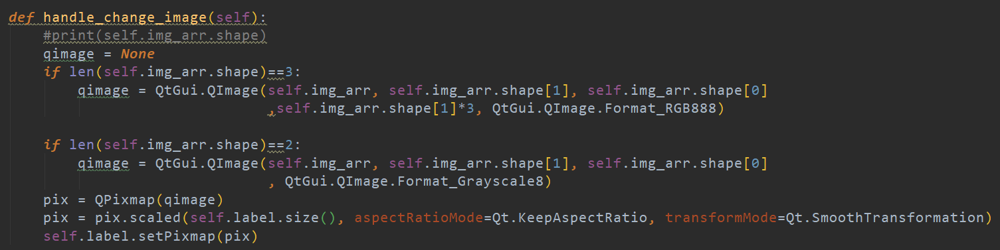 def handle_change_image(self):
    #print(self.img_arr.shape)
    qimage = None
    if len(self.img_arr.shape)==3:
        qimage = QtGui.QImage(self.img_arr, self.img_arr.shape[1], self.img_arr.shape[0]
                              ,self.img_arr.shape[1]*3, QtGui.QImage.Format_RGB888)

    if len(self.img_arr.shape)==2:
        qimage = QtGui.QImage(self.img_arr, self.img_arr.shape[1], self.img_arr.shape[0]
                              , QtGui.QImage.Format_Grayscale8)
    pix = QPixmap(qimage)
    pix = pix.scaled(self.label.size(), aspectRatioMode=Qt.KeepAspectRatio, transformMode=Qt.SmoothTransformation)
    self.label.setPixmap(pix)